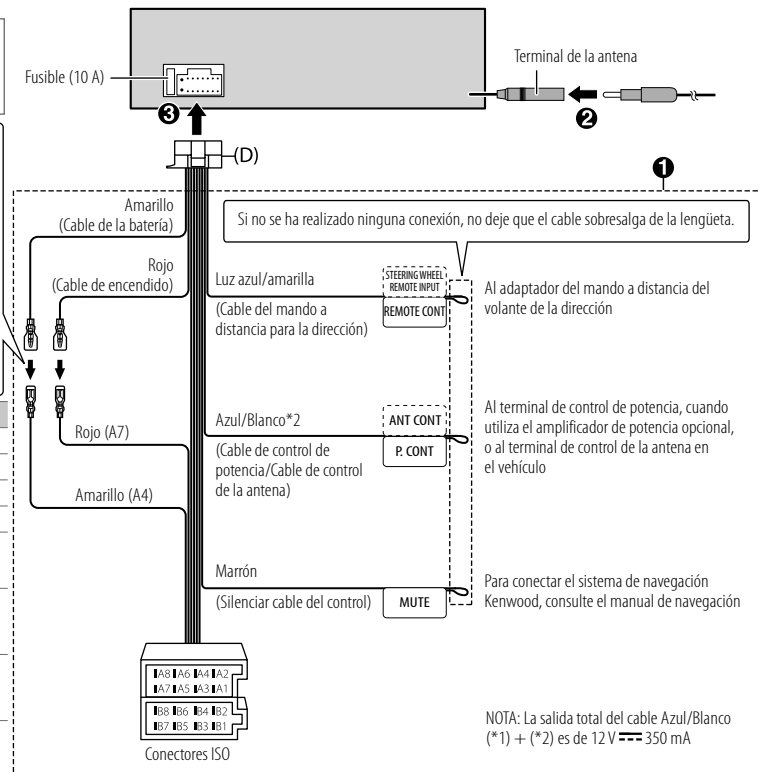 Fusible (10 A)
Terminal de la antena
❸
❷
(D)
❶
Amarillo
(Cable de la batería)
Si no se ha realizado ninguna conexión, no deje que el cable sobresalga de la lengüeta.
Rojo
(Cable de encendido)
Luz azul/amarilla
(Cable del mando a
distancia para la dirección)
STEERING WHEEL
REMOTE INPUT
REMOTE CONT
Al adaptador del mando a distancia del
volante de la dirección
Rojo (A7)
Amarillo (A4)
Azul/Blanco*2
(Cable de control de
potencia/Cable de control
de la antena)
ANT CONT
P. CONT
Al terminal de control de potencia, cuando
utiliza el amplificador de potencia opcional,
o al terminal de control de la antena en
el vehículo
Marrón
(Silenciar cable del control)
MUTE
Para conectar el sistema de navegación
Kenwood, consulte el manual de navegación
A8 A6 A4 A2
A7 A5 A3 A1
B8 B6 B4 B2
B7 B5 B3 B1
Conectores ISO
NOTA: La salida total del cable Azul/Blanco
(*1) + (*2) es de 12 V ⎓ 350 mA